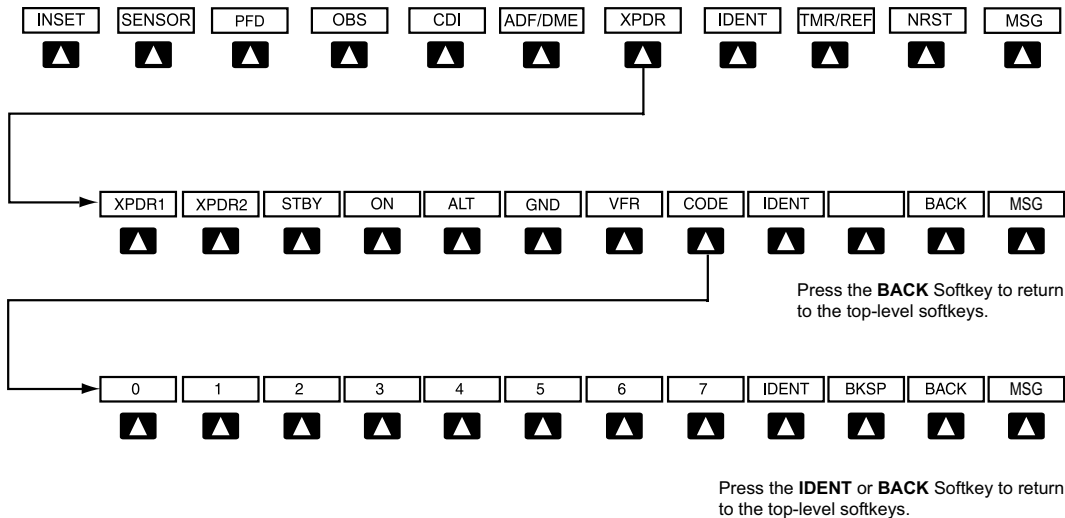 INSET SENSOR PFD OBS CDI ADF/DME XPDR IDENT TMR/REF NRST MSG
XPDR1 XPDR2 STBY ON ALT GND VFR CODE IDENT BACK MSG
Press the BACK Softkey to return
to the top-level softkeys.
0 1 2 3 4 5 6 7 IDENT BKSP BACK MSG
Press the IDENT or BACK Softkey to return
to the top-level softkeys.